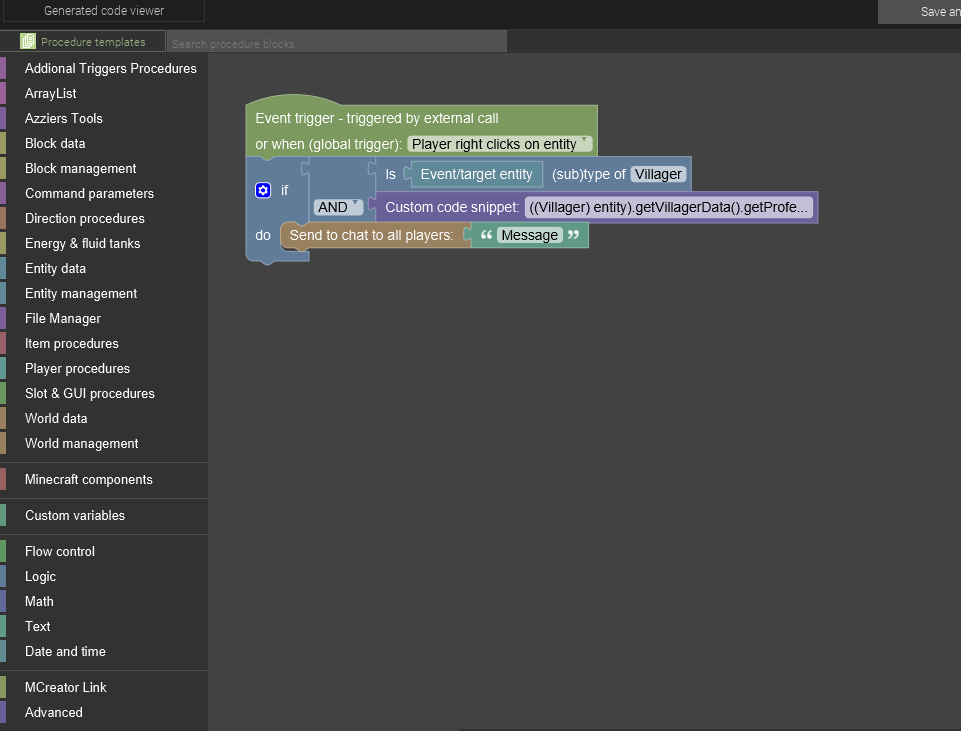 Generated code viewer
Save an
Procedure templates
Search procedure blocks
Addional Triggers Procedures
ArrayList
Azziers Tools
Block data
Block management
Command parameters
Direction procedures
Energy & fluid tanks
Entity data
Entity management
File Manager
Item procedures
Player procedures
Slot & GUI procedures
World data
World management
Minecraft components
Custom variables
Flow control
Logic
Math
Text
Date and time
MCreator Link
Advanced
Event trigger - triggered by external call
or when (global trigger): Player right clicks on entity
Is Event/target entity (sub)type of Villager
if
AND Custom code snippet: ((Villager) entity).getVillagerData().getProfe...
do Send to chat to all players: “ Message ”